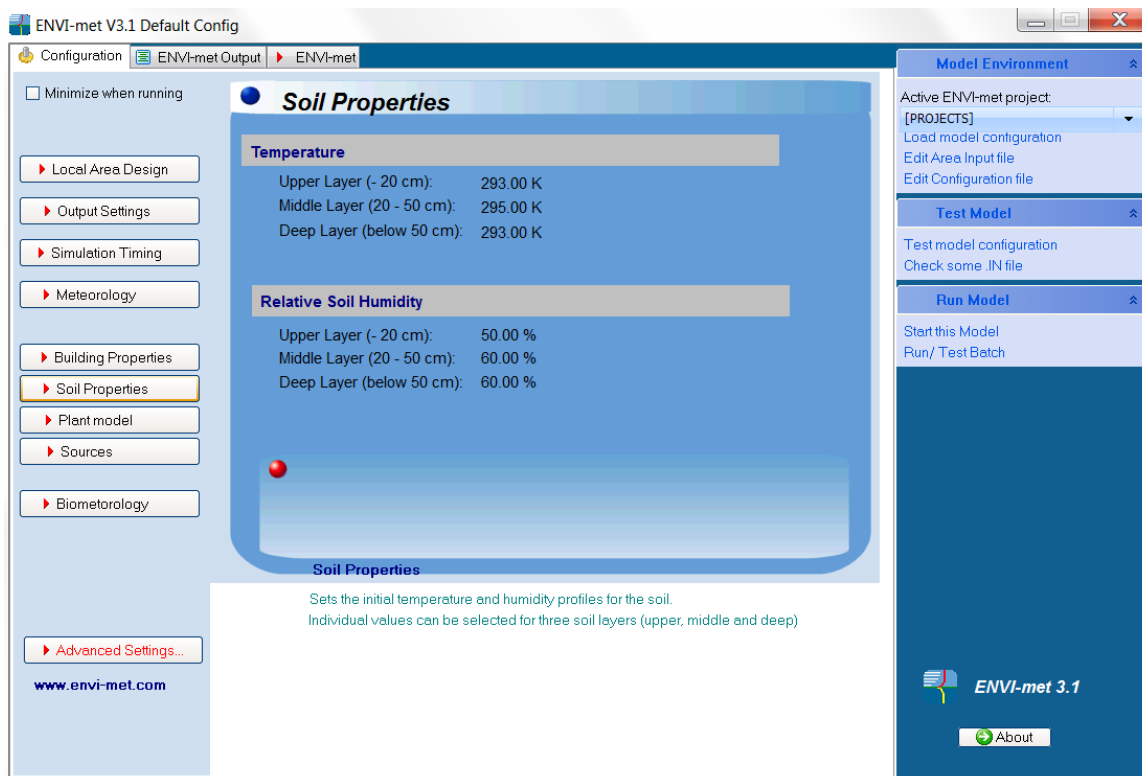 ENVI-met V3.1 Default Config
Configuration
ENVI-met Output
ENVI-met
Minimize when running
Local Area Design
Output Settings
Simulation Timing
Meteorology
Building Properties
Soil Properties
Plant model
Sources
Biometorology
Advanced Settings...
www.envi-met.com
Soil Properties
Temperature
Upper Layer (- 20 cm): 293.00 K
Middle Layer (20 - 50 cm): 295.00 K
Deep Layer (below 50 cm): 293.00 K
Relative Soil Humidity
Upper Layer (- 20 cm): 50.00 %
Middle Layer (20 - 50 cm): 60.00 %
Deep Layer (below 50 cm): 60.00 %
Soil Properties
Sets the initial temperature and humidity profiles for the soil.
Individual values can be selected for three soil layers (upper, middle and deep)
Model Environment
Active ENVI-met project:
[PROJECTS]
Load model configuration
Edit Area Input file
Edit Configuration file
Test Model
Test model configuration
Check some .IN file
Run Model
Start this Model
Run/ Test Batch
ENVI-met 3.1
About